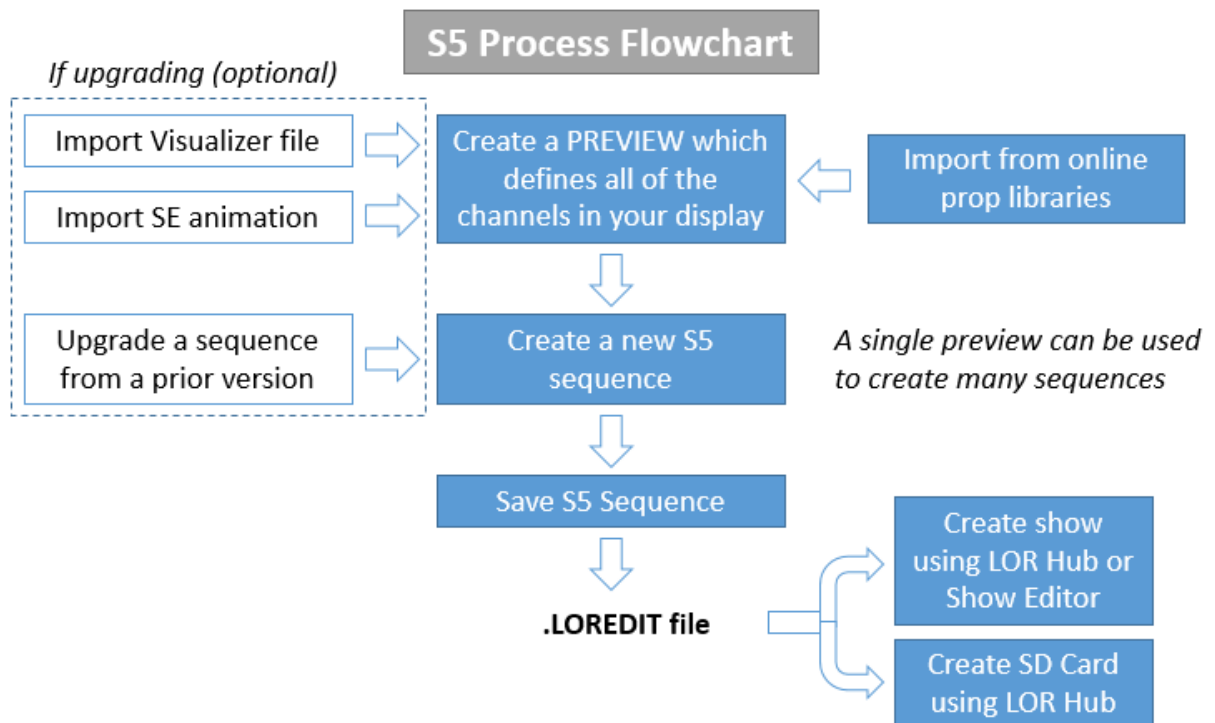 S5 Process Flowchart
If upgrading (optional)
Import Visualizer file
Import SE animation
Create a PREVIEW which
defines all of the
channels in your display
Import from online
prop libraries
Upgrade a sequence
from a prior version
Create a new S5
sequence
A single preview can be used
to create many sequences
Save S5 Sequence
.LOREDIT file
Create show
using LOR Hub or
Show Editor
Create SD Card
using LOR Hub